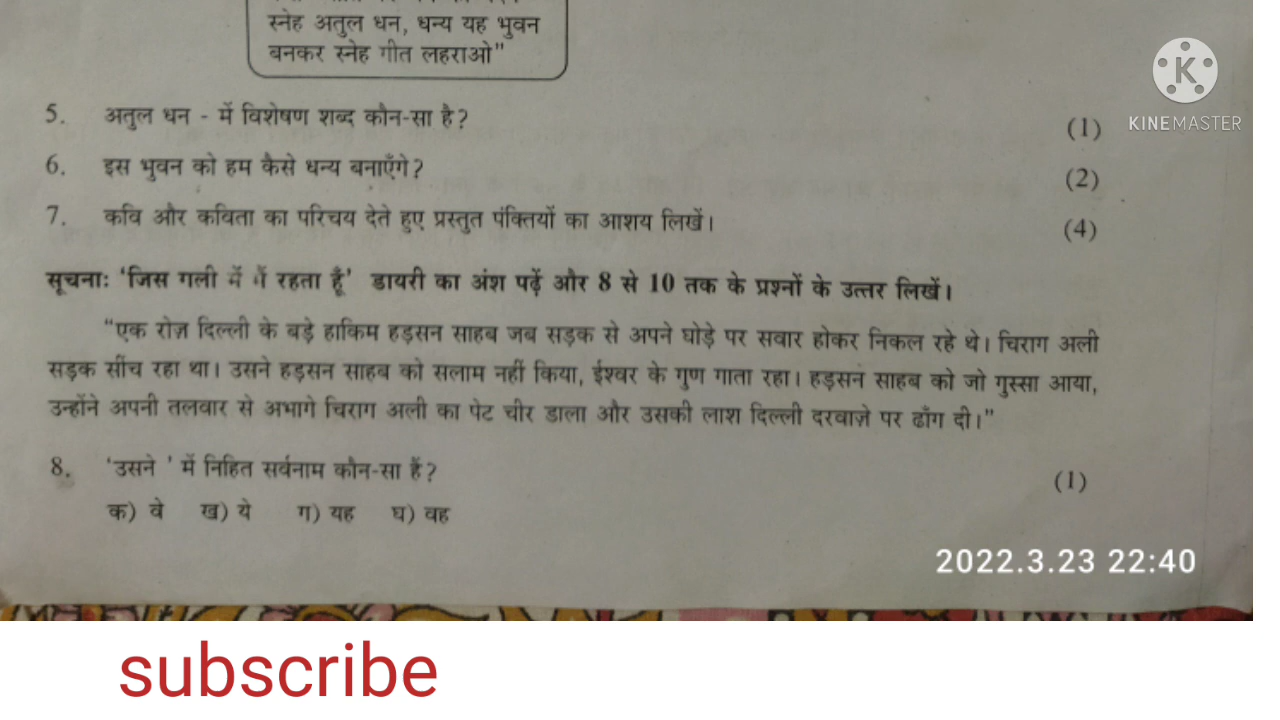 स्नेह अतुल धन, धन्य यह भुवन
बनकर स्नेह गीत लहराओ"
K
KINEMASTER
5. अतुल धन - में विशेषण शब्द कौन-सा है? (1)
6. इस भुवन को हम कैसे धन्य बनाएँगे? (2)
7. कवि और कविता का परिचय देते हुए प्रस्तुत पंक्तियों का आशय लिखें। (4)
सूचनाः 'जिस गली में मैं रहता हूँ' डायरी का अंश पढ़ें और 8 से 10 तक के प्रश्नों के उत्तर लिखें।
"एक रोज़ दिल्ली के बड़े हाकिम हड्सन साहब जब सड़क से अपने घोड़े पर सवार होकर निकल रहे थे। चिराग अली
सड़क सींच रहा था। उसने हड्सन साहब को सलाम नहीं किया, ईश्वर के गुण गाता रहा। हड्सन साहब को जो गुस्सा आया,
उन्होंने अपनी तलवार से अभागे चिराग अली का पेट चीर डाला और उसकी लाश दिल्ली दरवाज़े पर ढाँग दी।"
8. 'उसने ' में निहित सर्वनाम कौन-सा हैं? (1)
क) वे ख) ये ग) यह घ) वह
2022.3.23 22:40
subscribe